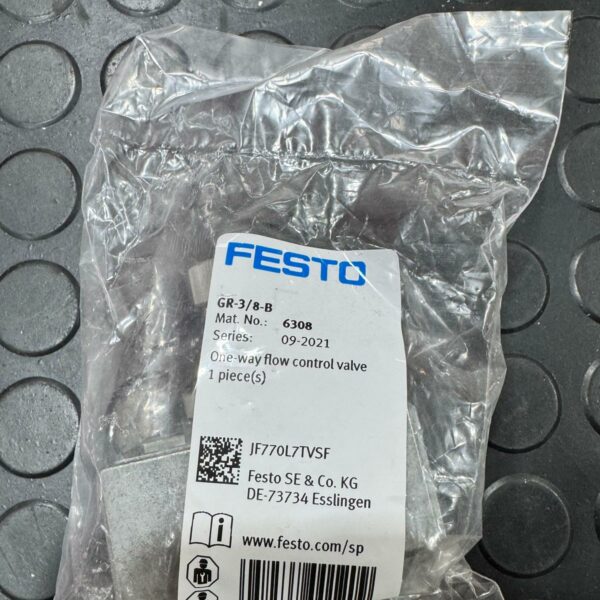 FESTO
GR-3/8-B
Mat. No.: 6308
Series: 09-2021
One-way flow control valve
1 piece(s)
JF770L7TVSF
Festo SE & Co. KG
DE-73734 Esslingen
www.festo.com/sp